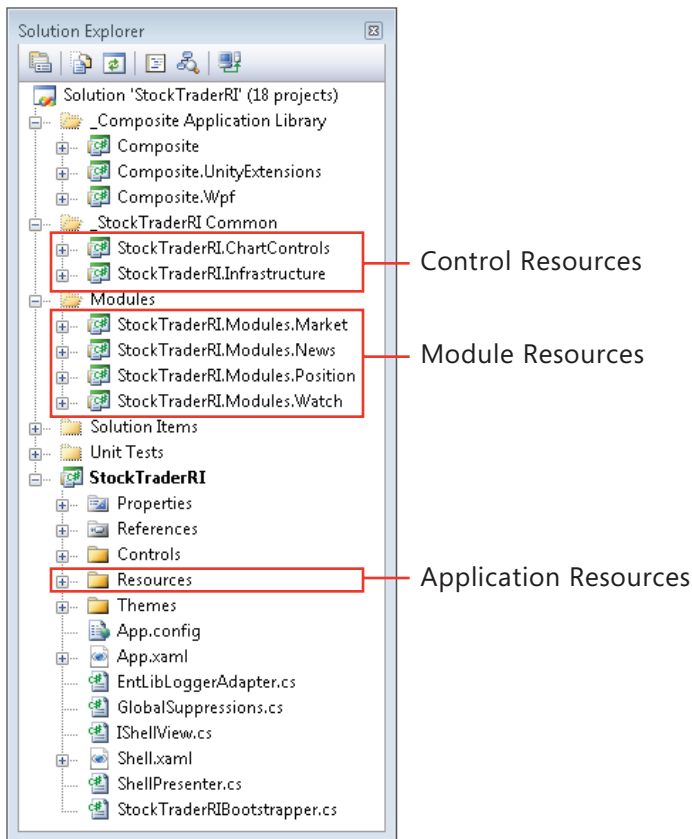 Solution Explorer
Solution 'StockTraderRI' (18 projects)
_Composite Application Library
Composite
Composite.UnityExtensions
Composite.Wpf
_StockTraderRI Common
StockTraderRI.ChartControls
StockTraderRI.Infrastructure
Control Resources
Modules
StockTraderRI.Modules.Market
StockTraderRI.Modules.News
StockTraderRI.Modules.Position
StockTraderRI.Modules.Watch
Module Resources
Solution Items
Unit Tests
StockTraderRI
Properties
References
Controls
Resources
Application Resources
Themes
App.config
App.xaml
EntLibLoggerAdapter.cs
GlobalSuppressions.cs
IShellView.cs
Shell.xaml
ShellPresenter.cs
StockTraderRIBootstrapper.cs